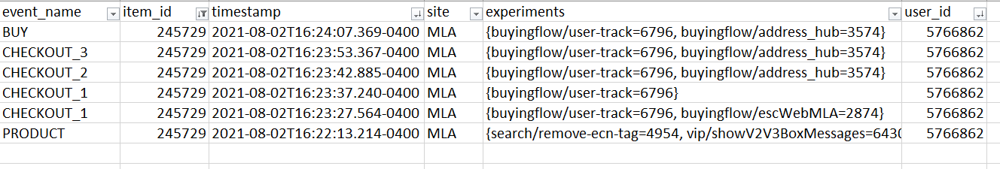 event_name item_id timestamp site experiments user_id
BUY 245729 2021-08-02T16:24:07.369-0400 MLA {buyingflow/user-track=6796, buyingflow/address_hub=3574} 5766862
CHECKOUT_3 245729 2021-08-02T16:23:53.367-0400 MLA {buyingflow/user-track=6796, buyingflow/address_hub=3574} 5766862
CHECKOUT_2 245729 2021-08-02T16:23:42.885-0400 MLA {buyingflow/user-track=6796, buyingflow/address_hub=3574} 5766862
CHECKOUT_1 245729 2021-08-02T16:23:37.240-0400 MLA {buyingflow/user-track=6796} 5766862
CHECKOUT_1 245729 2021-08-02T16:23:27.564-0400 MLA {buyingflow/user-track=6796, buyingflow/escWebMLA=2874} 5766862
PRODUCT 245729 2021-08-02T16:22:13.214-0400 MLA {search/remove-ecn-tag=4954, vip/showV2V3BoxMessages=6430 5766862